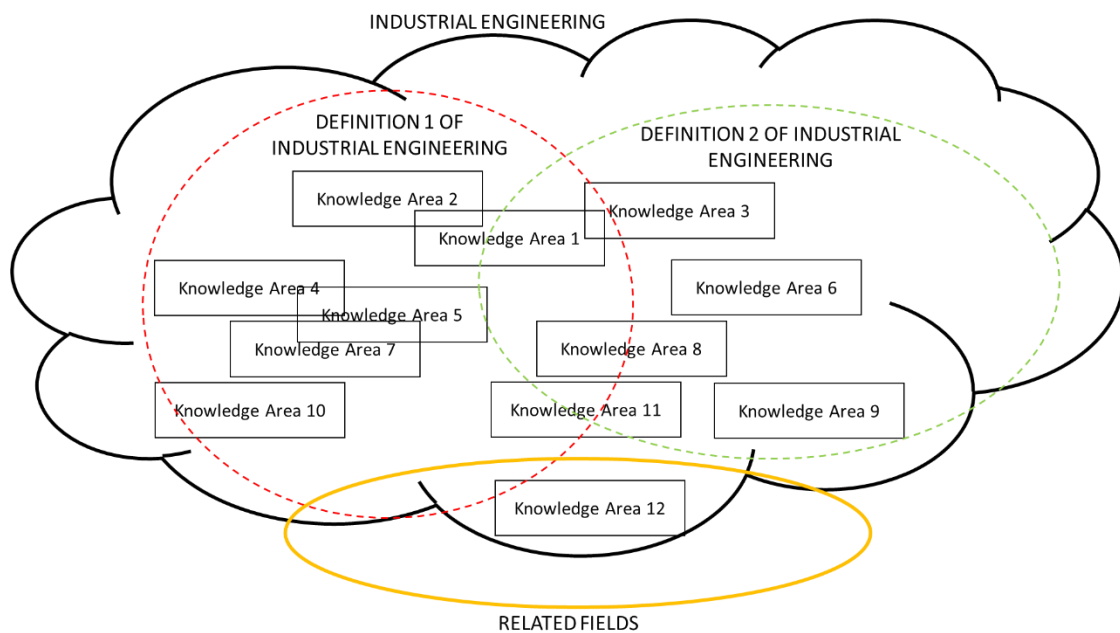 INDUSTRIAL ENGINEERING
DEFINITION 1 OF
INDUSTRIAL ENGINEERING
DEFINITION 2 OF INDUSTRIAL
ENGINEERING
Knowledge Area 2
Knowledge Area 3
Knowledge Area 1
Knowledge Area 4
Knowledge Area 6
Knowledge Area 5
Knowledge Area 7
Knowledge Area 8
Knowledge Area 10
Knowledge Area 11
Knowledge Area 9
Knowledge Area 12
RELATED FIELDS